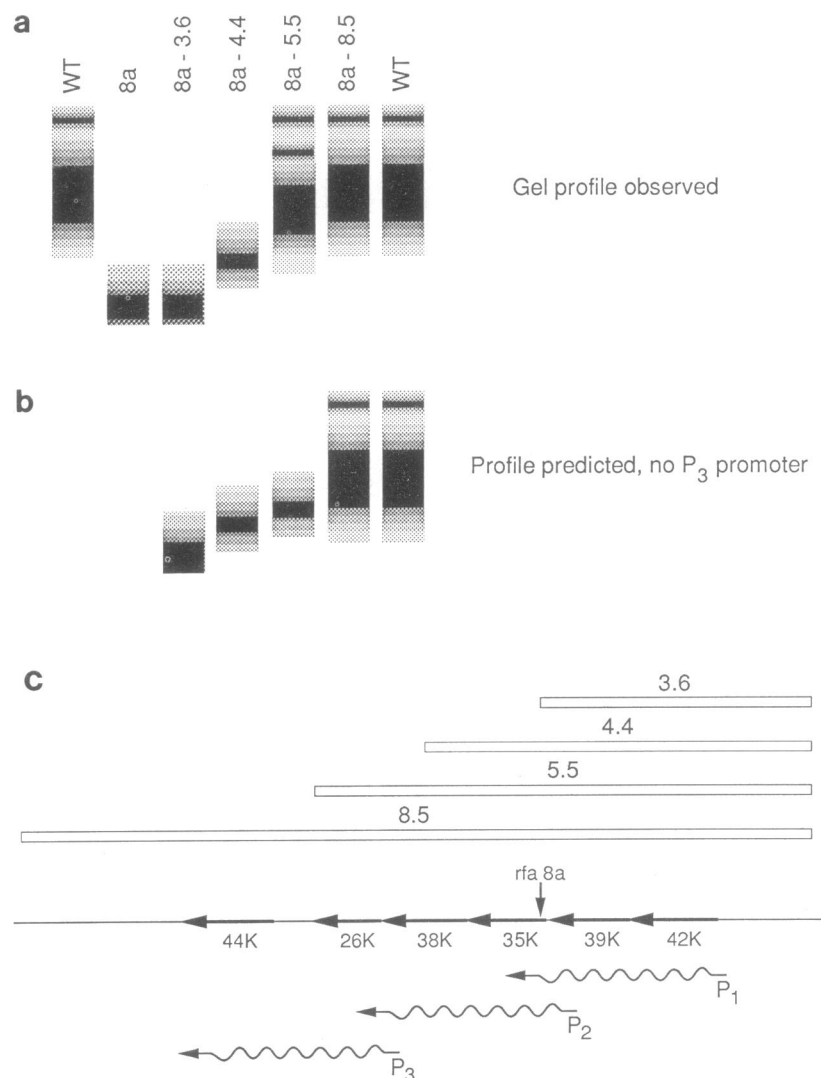 a
WT
8a
8a - 3.6
8a - 4.4
8a - 5.5
8a - 8.5
WT
Gel profile observed
b
Profile predicted, no P3 promoter
c
3.6
4.4
5.5
8.5
rfa 8a
44K 26K 38K 35K 39K 42K
P1
P2
P3